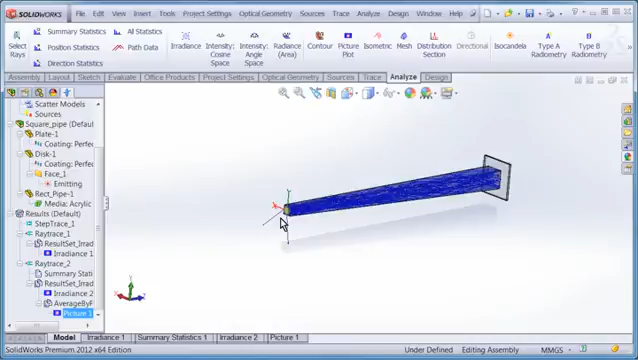 SOLIDWORKS File Edit View Insert Tools Project Settings Optical Geometry Sources Trace Analyze Design Window Help
Select Rays
Summary Statistics
Position Statistics
Direction Statistics
All Statistics
Path Data
Irradiance
Intensity: Cosine Space
Intensity: Angle Space
Radiance (Area)
Contour
Picture Plot
Isometric
Mesh
Distribution Section
Directional
Isocandela
Type A Radiometry
Type B Radiometry
Assembly Layout Sketch Evaluate Office Products Project Settings Optical Geometry Sources Trace Analyze Design
Scatter Models
Sources
Square_pipe (Defaul
Plate-1
Coating: Perfec
Disk-1
Coating: Perfec
Face_1
Emitting
Rect_Pipe-1
Media: Acrylic
Results (Default)
StepTrace_1
Raytrace_1
ResultSet_Irrad
Irradiance 1
Raytrace_2
Summary Stati
ResultSet_Irrad
Irradiance 2
AverageByF
Picture 1
Model Irradiance 1 Summary Statistics 1 Irradiance 2 Picture 1
SolidWorks Premium 2012 x64 Edition Under Defined Editing Assembly MMGS